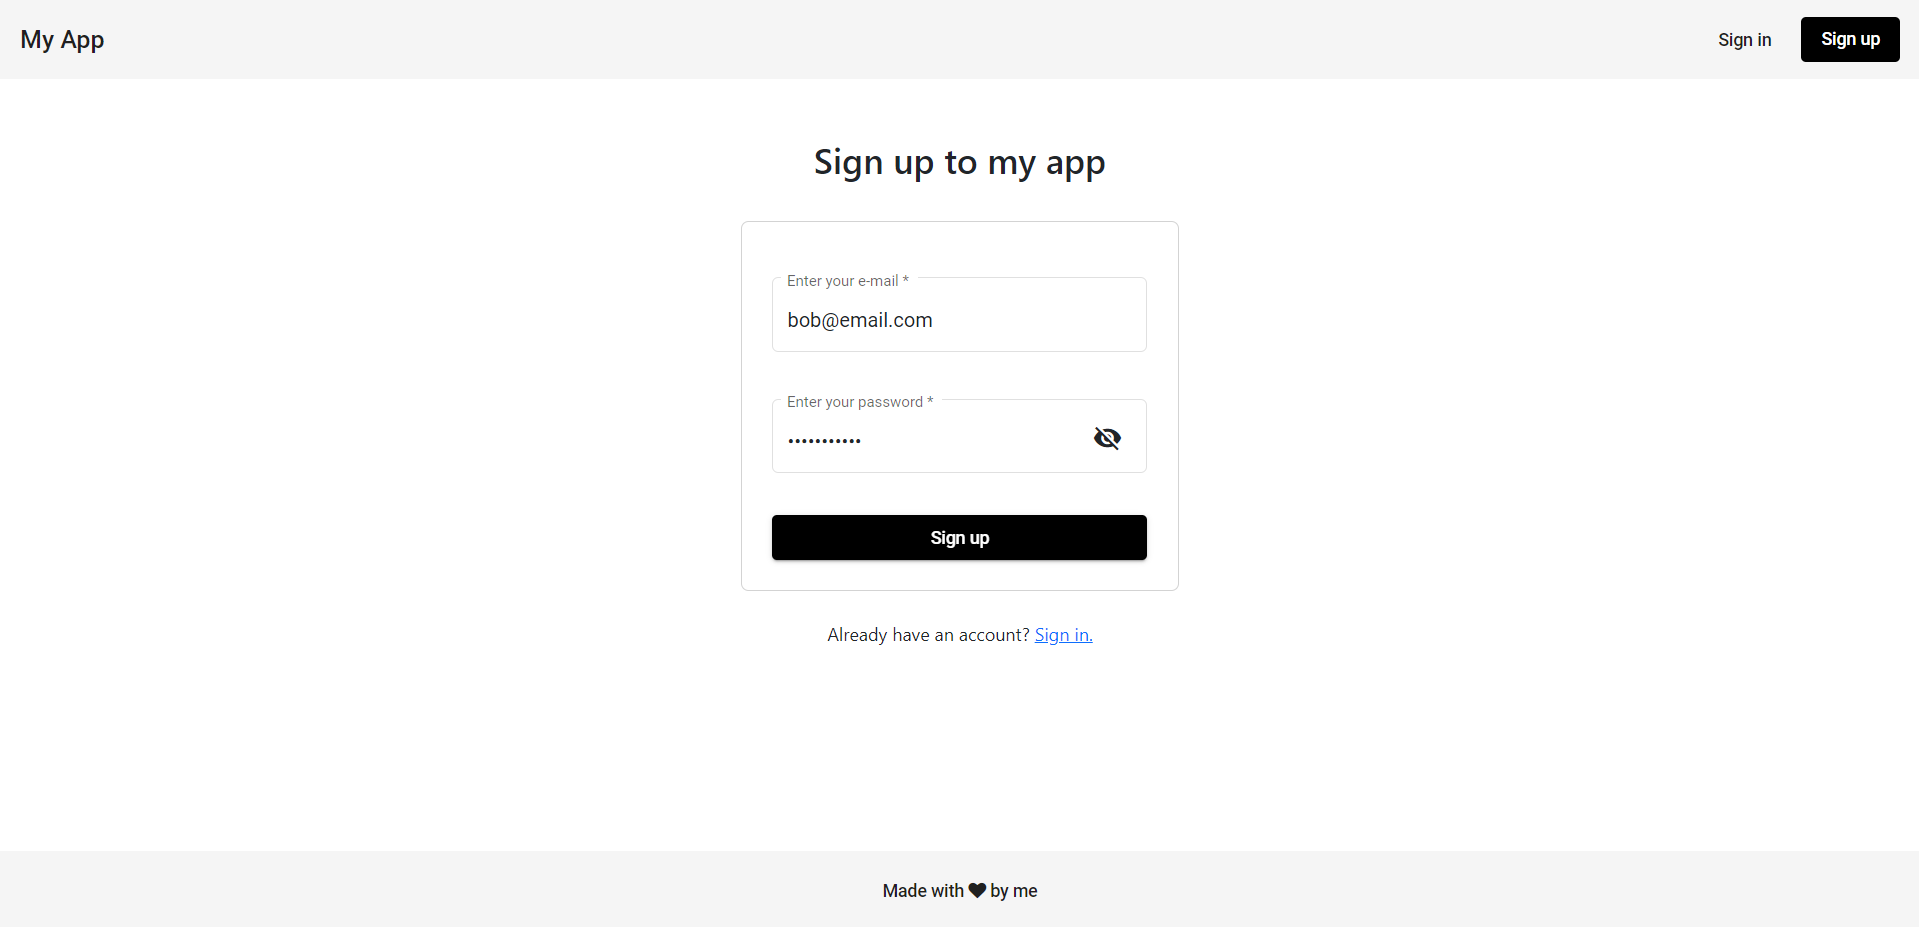 My App
Sign in
Sign up
Sign up to my app
Enter your e-mail *
bob@email.com
Enter your password *
•••••••••••
Sign up
Already have an account? Sign in.
Made with ♥ by me